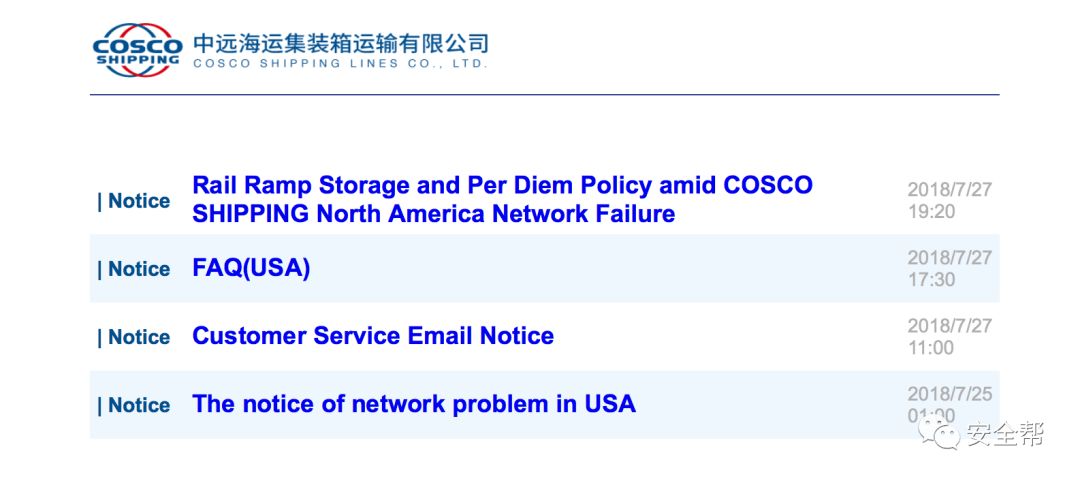 COSCO
SHIPPING
中远海运集装箱运输有限公司
COSCO SHIPPING LINES CO., LTD.
| Notice
Rail Ramp Storage and Per Diem Policy amid COSCO
SHIPPING North America Network Failure
2018/7/27
19:20
| Notice
FAQ(USA)
2018/7/27
17:30
| Notice
Customer Service Email Notice
2018/7/27
11:00
| Notice
The notice of network problem in USA
2018/7/25
01:00
安全帮